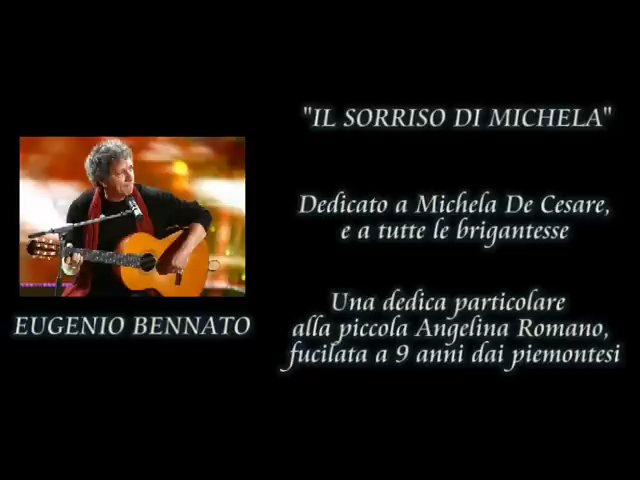 "IL SORRISO DI MICHELA"
Dedicato a Michela De Cesare,
e a tutte le brigantesse
Una dedica particolare
alla piccola Angelina Romano,
fucilata a 9 anni dai piemontesi
EUGENIO BENNATO